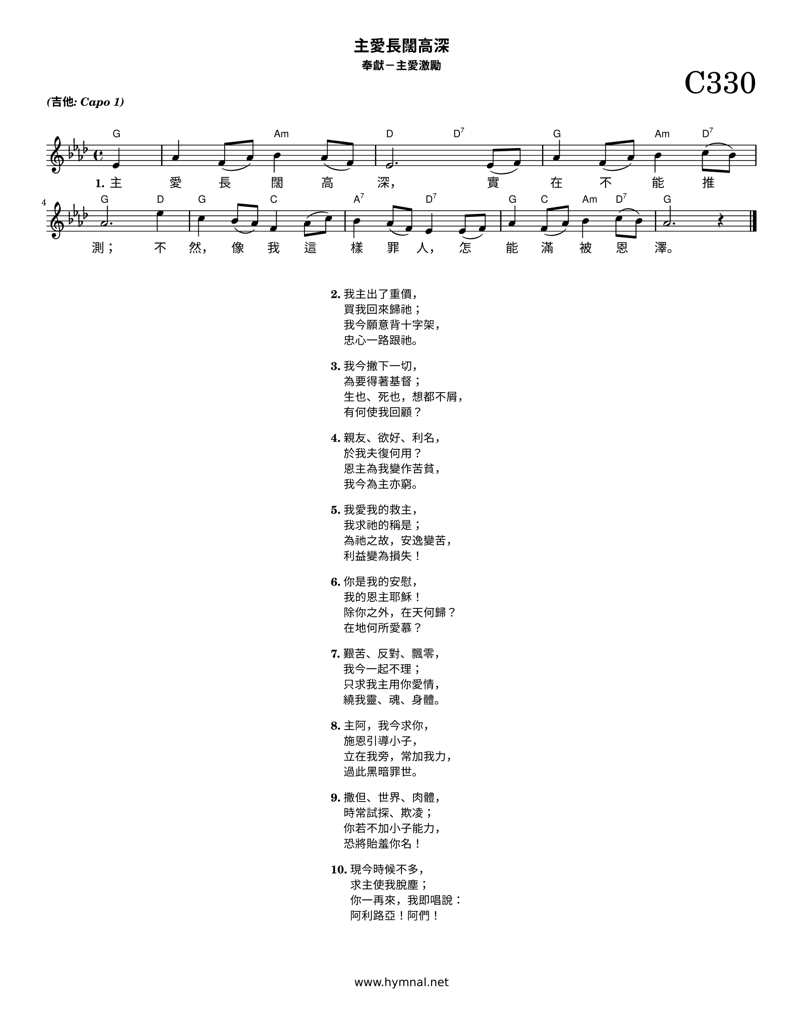 主愛長闊高深
奉獻－主愛激勵
C330
(吉他: Capo 1)
G Am D D7 G Am D7
1. 主 愛 長 闊 高 深， 實 在 不 能 推
4 G D G C A7 D7 G C Am D7 G
測； 不 然， 像 我 這 樣 罪 人， 怎 能 滿 被 恩 澤。
2. 我主出了重價，
買我回來歸祂；
我今願意背十字架，
忠心一路跟祂。
3. 我今撇下一切，
為要得著基督；
生也、死也，想都不屑，
有何使我回顧？
4. 親友、欲好、利名，
於我夫復何用？
恩主為我變作苦貧，
我今為主亦窮。
5. 我愛我的救主，
我求祂的稱是；
為祂之故，安逸變苦，
利益變為損失！
6. 你是我的安慰，
我的恩主耶穌！
除你之外，在天何歸？
在地何所愛慕？
7. 艱苦、反對、飄零，
我今一起不理；
只求我主用你愛情，
繞我靈、魂、身體。
8. 主阿，我今求你，
施恩引導小子，
立在我旁，常加我力，
過此黑暗罪世。
9. 撒但、世界、肉體，
時常試探、欺凌；
你若不加小子能力，
恐將貽羞你名！
10. 現今時候不多，
求主使我脫塵；
你一再來，我即唱說：
阿利路亞！阿們！
www.hymnal.net